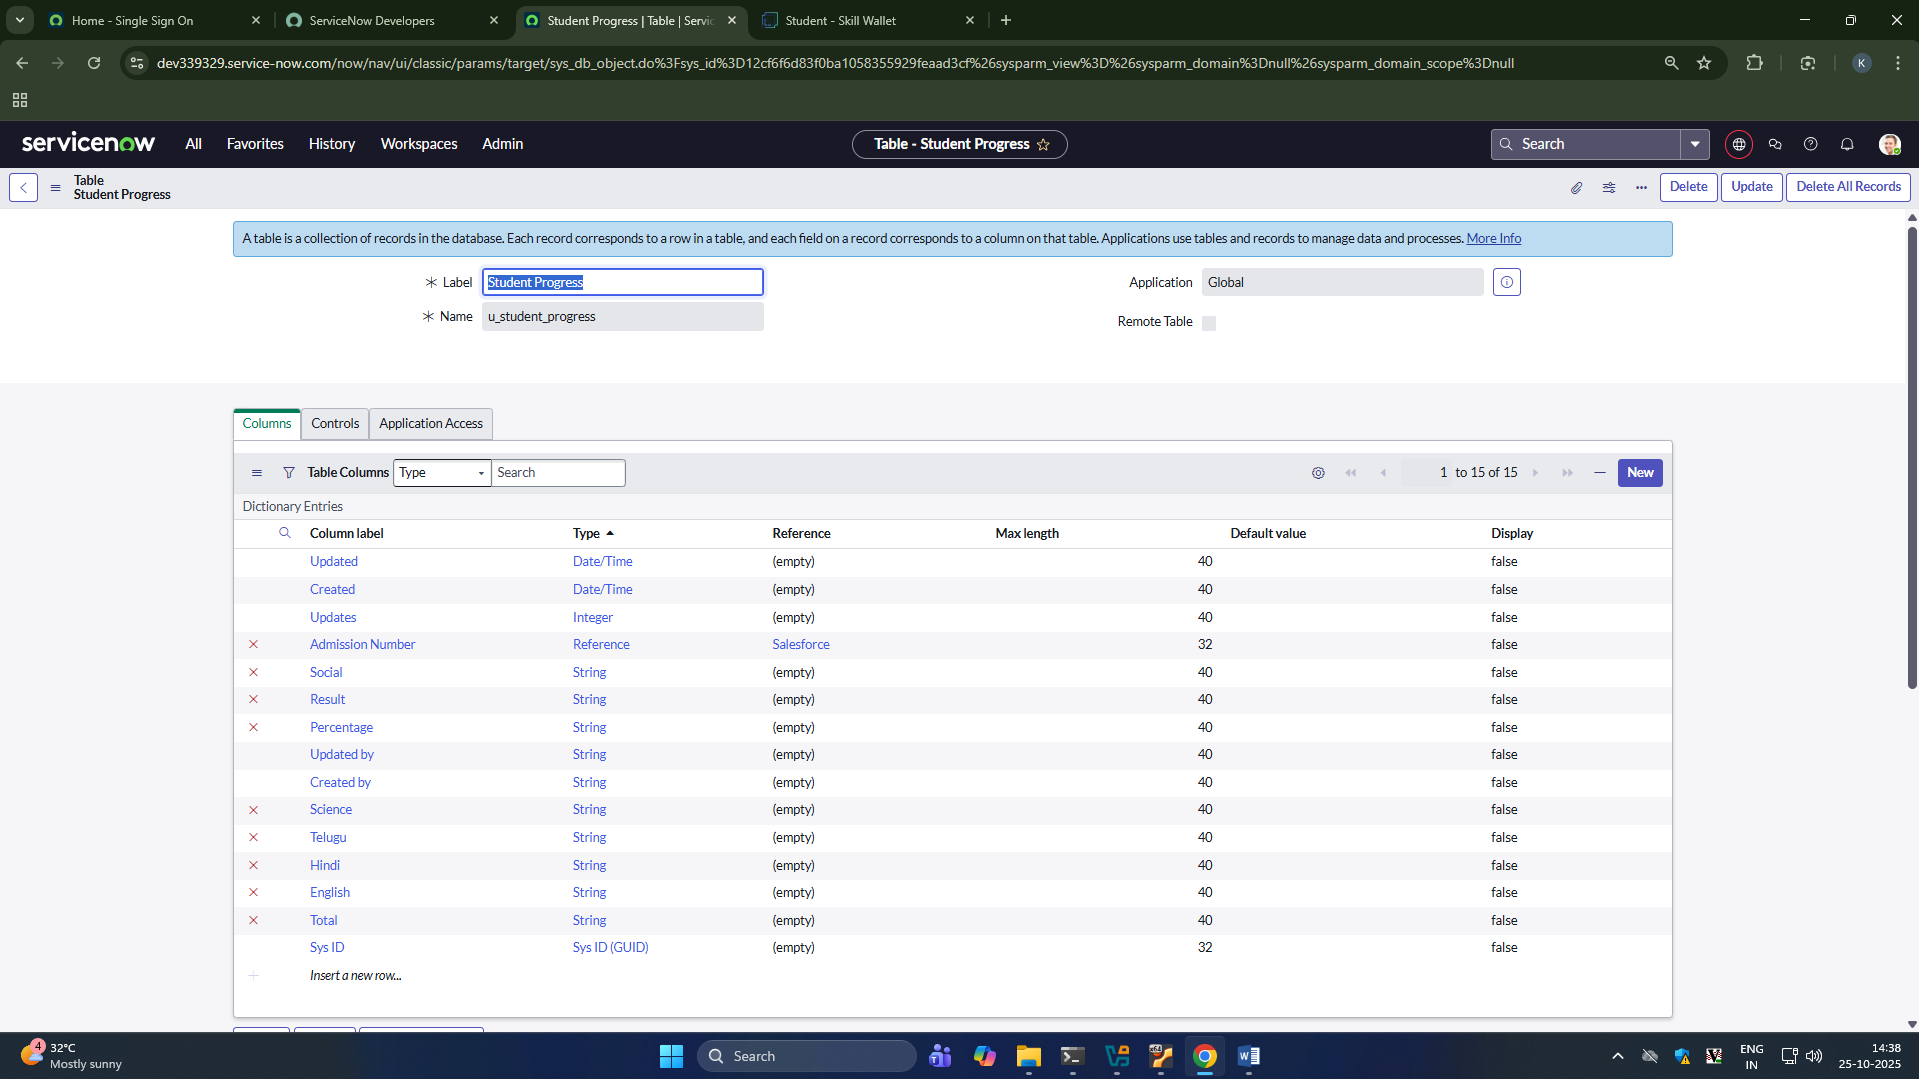 Home - Single Sign On
ServiceNow Developers
Student Progress | Table | Servic
Student - Skill Wallet
dev339329.service-now.com/now/nav/ui/classic/params/target/sys_db_object.do%3Fsys_id%3D12cf6f6d83f0ba1058355929feaad3cf%26sysparm_view%3D%26sysparm_domain%3Dnull%26sysparm_domain_scope%3Dnull
K
servicenow All Favorites History Workspaces Admin
Table - Student Progress
Search
Table
Student Progress
Delete Update Delete All Records
A table is a collection of records in the database. Each record corresponds to a row in a table, and each field on a record corresponds to a column on that table. Applications use tables and records to manage data and processes. More Info
Label Student Progress Application Global
Name u_student_progress Remote Table
Columns Controls Application Access
Table Columns Type Search 1 to 15 of 15 New
Dictionary Entries
Column label Type Reference Max length Default value Display
Updated Date/Time (empty) 40 false
Created Date/Time (empty) 40 false
Updates Integer (empty) 40 false
Admission Number Reference Salesforce 32 false
Social String (empty) 40 false
Result String (empty) 40 false
Percentage String (empty) 40 false
Updated by String (empty) 40 false
Created by String (empty) 40 false
Science String (empty) 40 false
Telugu String (empty) 40 false
Hindi String (empty) 40 false
English String (empty) 40 false
Total String (empty) 40 false
Sys ID Sys ID (GUID) (empty) 32 false
Insert a new row...
4
32°C
Mostly sunny
Search
ENG
IN
14:38
25-10-2025